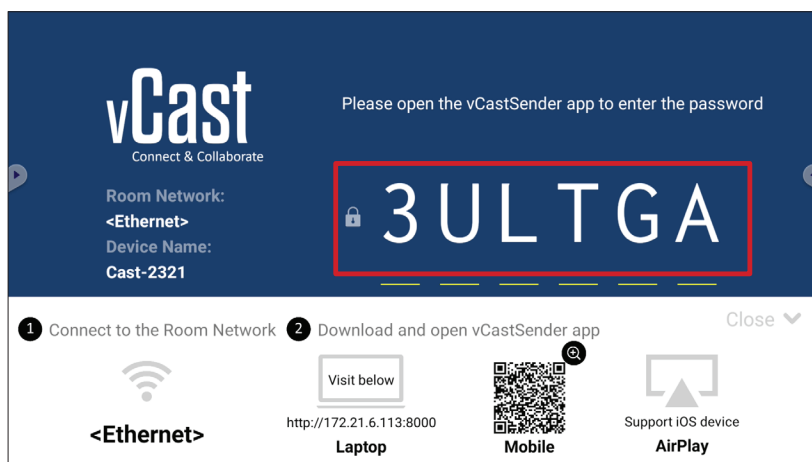 vCast
Connect & Collaborate
Please open the vCastSender app to enter the password
Room Network:
<Ethernet>
Device Name:
Cast-2321
3ULTGA
1 Connect to the Room Network
2 Download and open vCastSender app
Close
<Ethernet>
Visit below
http://172.21.6.113:8000
Laptop
Mobile
Support iOS device
AirPlay